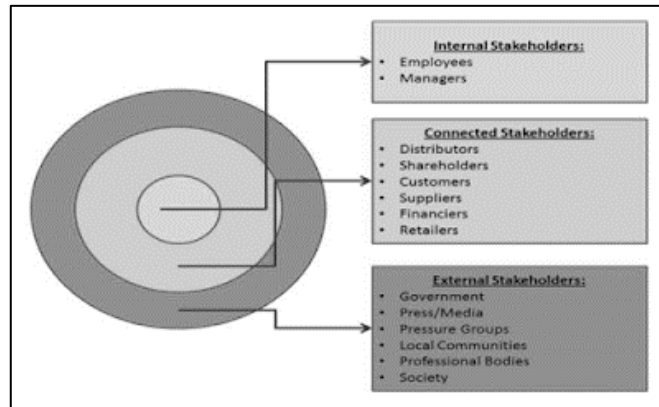 Internal Stakeholders:
• Employees
• Managers
Connected Stakeholders:
• Distributors
• Shareholders
• Customers
• Suppliers
• Financiers
• Retailers
External Stakeholders:
• Government
• Press/Media
• Pressure Groups
• Local Communities
• Professional Bodies
• Society